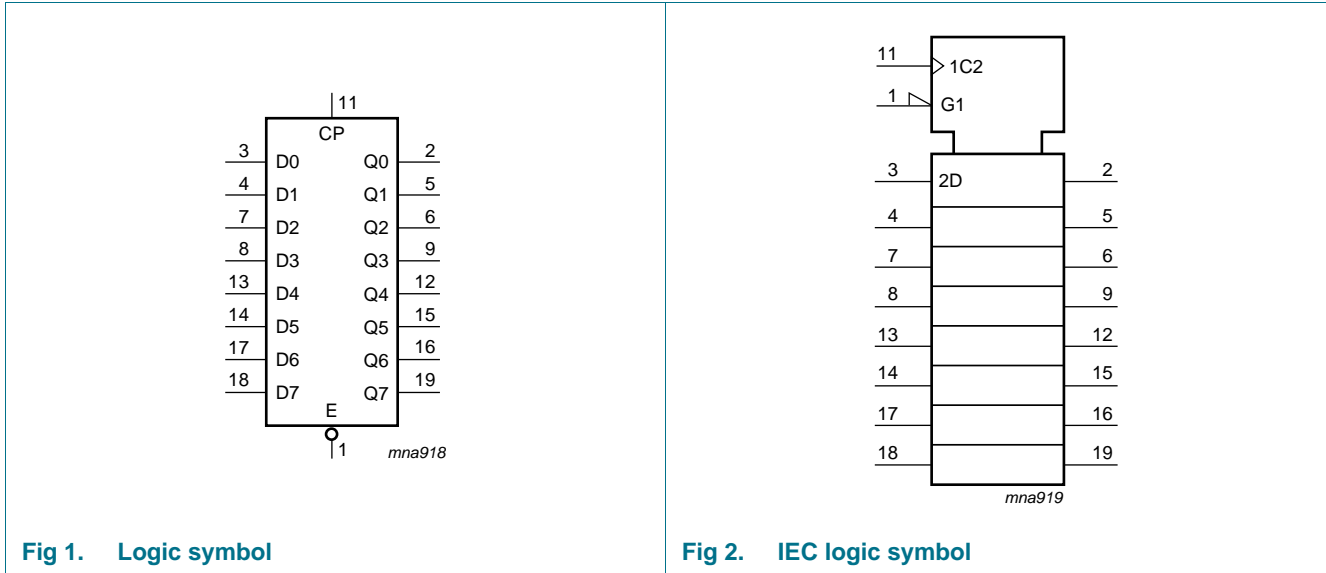 11
CP
3 D0 Q0 2
4 D1 Q1 5
7 D2 Q2 6
8 D3 Q3 9
13 D4 Q4 12
14 D5 Q5 15
17 D6 Q6 16
18 D7 Q7 19
E
1
mna918
Fig 1. Logic symbol
11 1C2
1 G1
3 2D 2
4 5
7 6
8 9
13 12
14 15
17 16
18 19
mna919
Fig 2. IEC logic symbol